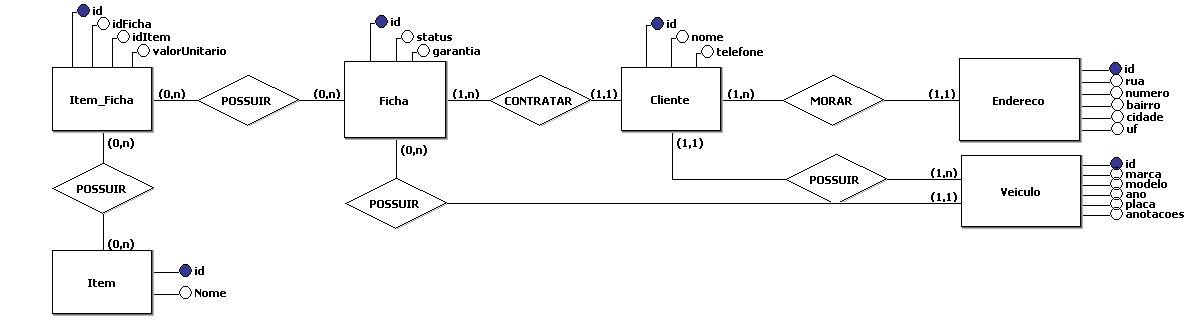 id
idFicha
idItem
valorUnitario
Item_Ficha
(0,n)
POSSUIR
(0,n)
id
status
garantia
Ficha
(1,n)
CONTRATAR
(1,1)
id
nome
telefone
Cliente
(1,n)
MORAR
(1,1)
Endereco
id
rua
numero
bairro
cidade
uf
(0,n)
POSSUIR
(0,n)
(0,n)
POSSUIR
(1,1)
(1,1)
POSSUIR
(1,n)
Veiculo
id
marca
modelo
ano
placa
anotacoes
Item
id
Nome